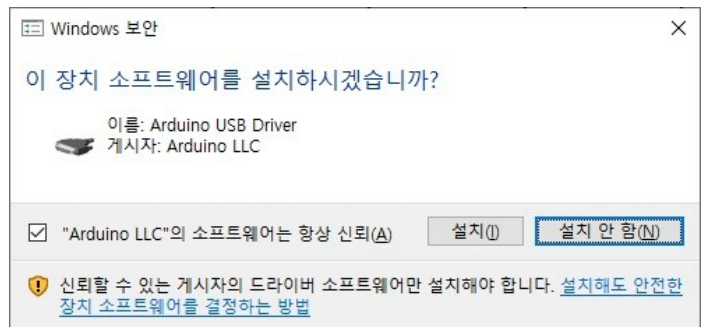 Windows 보안
이 장치 소프트웨어를 설치하시겠습니까?
이름: Arduino USB Driver
게시자: Arduino LLC
"Arduino LLC"의 소프트웨어는 항상 신뢰(A)
설치(I)
설치 안 함(N)
신뢰할 수 있는 게시자의 드라이버 소프트웨어만 설치해야 합니다. 설치해도 안전한
장치 소프트웨어를 결정하는 방법